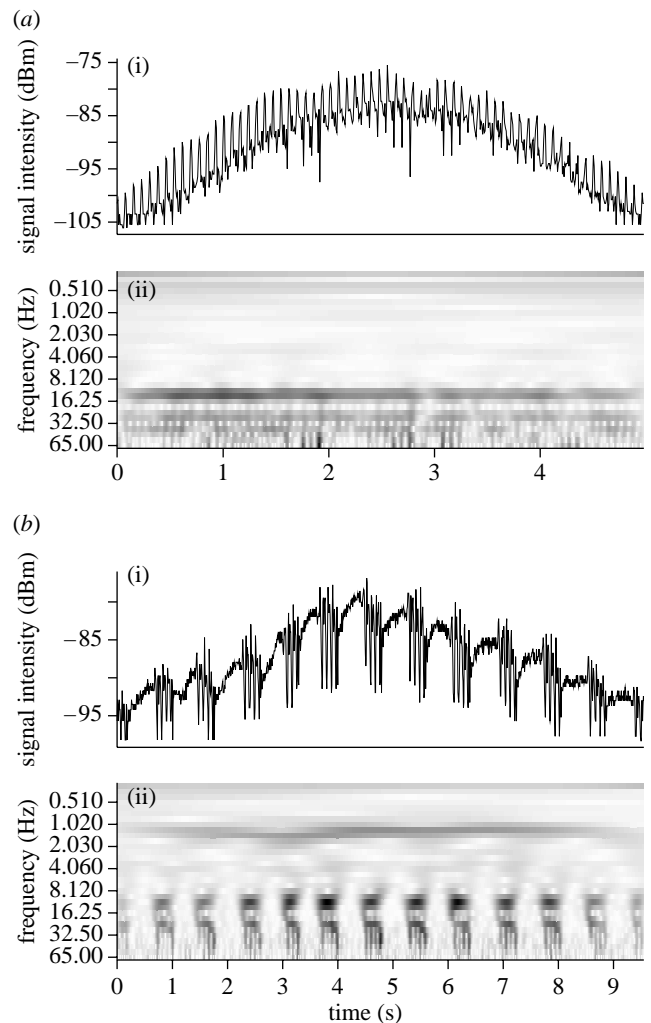 (a)
(i)
signal intensity (dBm)
−75
−85
−95
−105
(ii)
frequency (Hz)
0.510
1.020
2.030
4.060
8.120
16.25
32.50
65.00
0 1 2 3 4
(b)
(i)
signal intensity (dBm)
−85
−95
(ii)
frequency (Hz)
0.510
1.020
2.030
4.060
8.120
16.25
32.50
65.00
0 1 2 3 4 5 6 7 8 9
time (s)